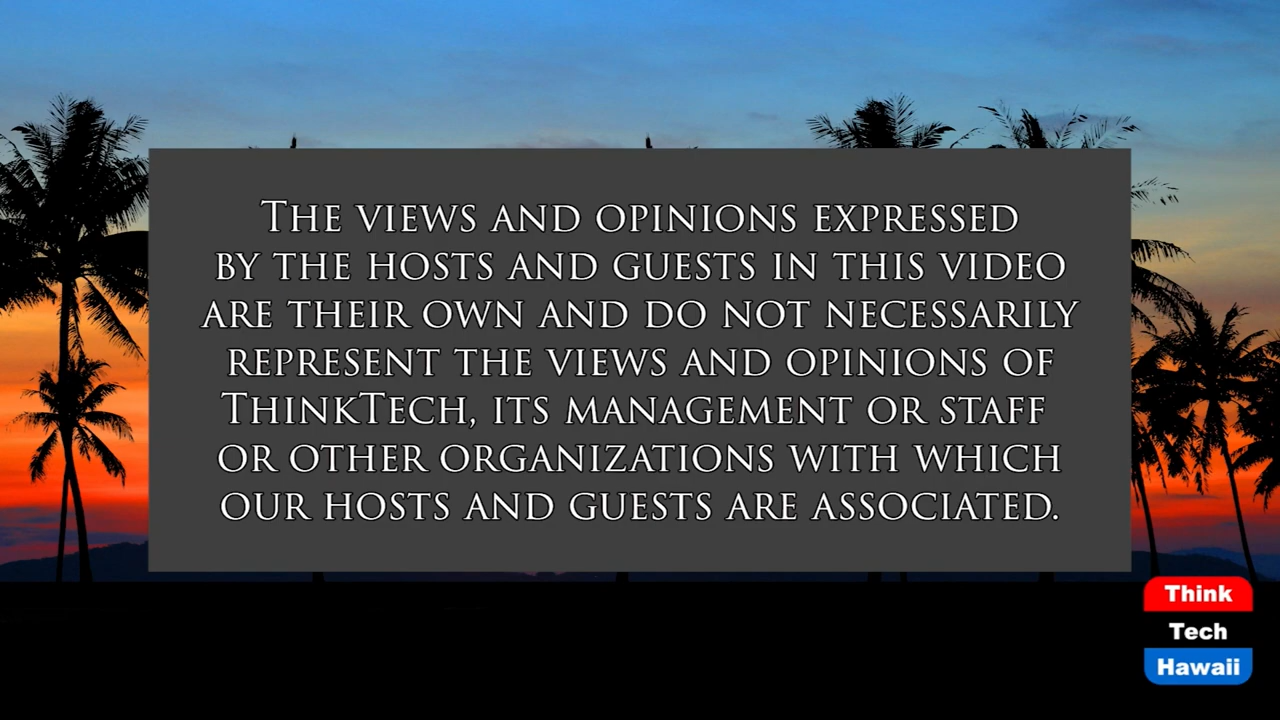 The views and opinions expressed
by the hosts and guests in this video
are their own and do not necessarily
represent the views and opinions of
ThinkTech, its management or staff
or other organizations with which
our hosts and guests are associated.
Think
Tech
Hawaii